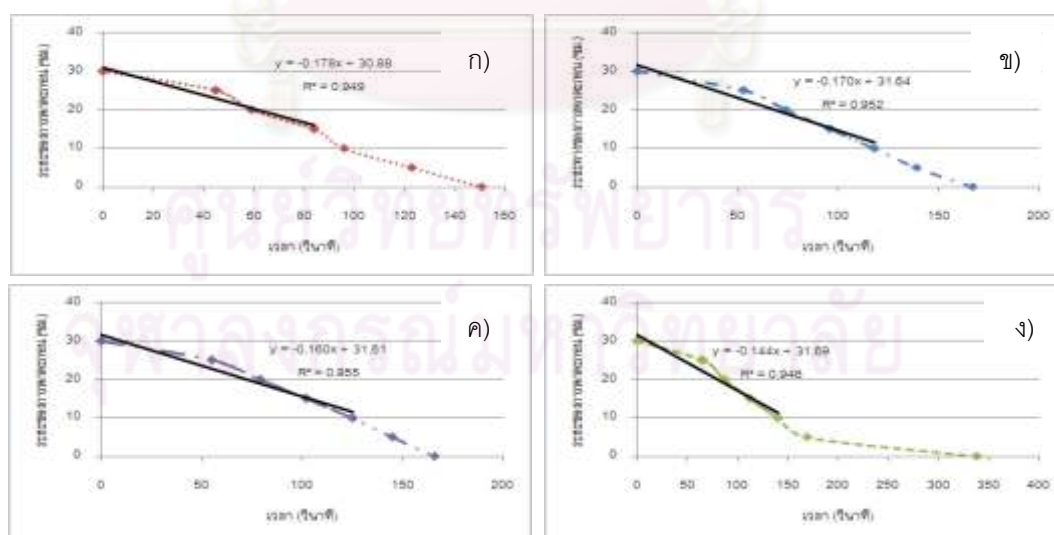 ก)
y = -0.178x + 30.88
R² = 0.949
40
30
20
10
0
0 20 40 60 80 100 120 140 160
เวลา (วินาที)
ข)
y = -0.170x + 31.64
R² = 0.952
40
30
20
10
0
0 50 100 150 200
เวลา (วินาที)
ศูนย์วิทยทรัพยากร
จุฬาลงกรณ์มหาวิทยาลัย
ค)
y = -0.160x + 31.61
R² = 0.955
40
30
20
10
0
0 50 100 150 200
เวลา (วินาที)
ง)
y = -0.144x + 31.69
R² = 0.946
40
30
20
10
0
0 50 100 150 200 250 300 350 400
เวลา (วินาที)